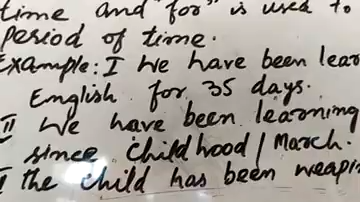 time and "for" is used to
period of time.
Example: I We have been lear
English for 35 days.
II We have been learning
since childhood / March.
the child has been weapin